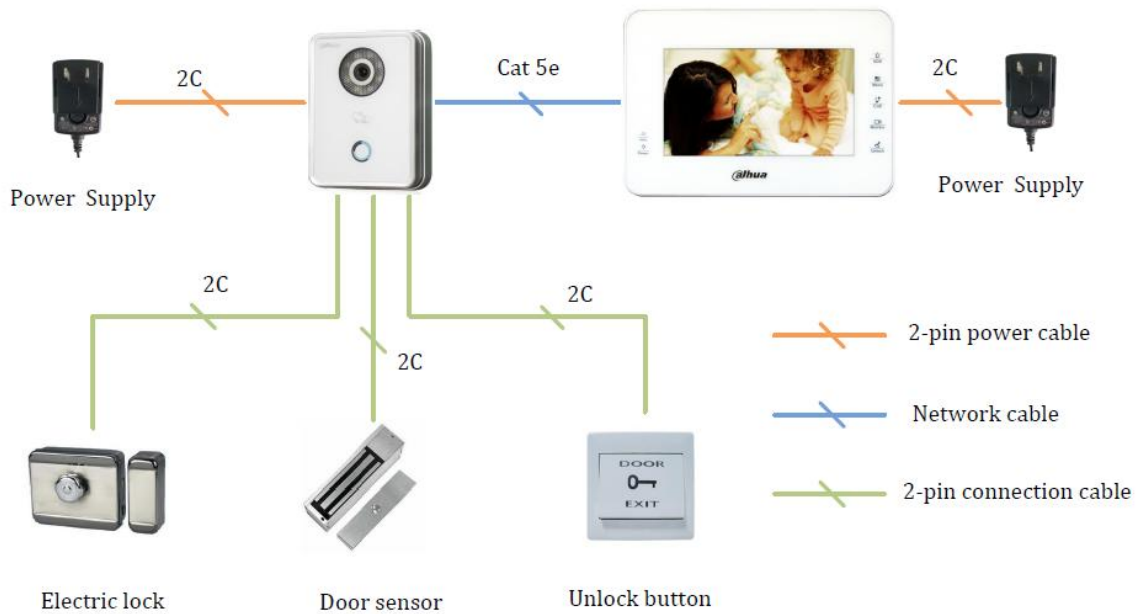 2C
Cat 5e
2C
alhua
Power Supply
Power Supply
2C
2C
2C
2-pin power cable
Network cable
2-pin connection cable
DOOR
EXIT
Electric lock
Door sensor
Unlock button